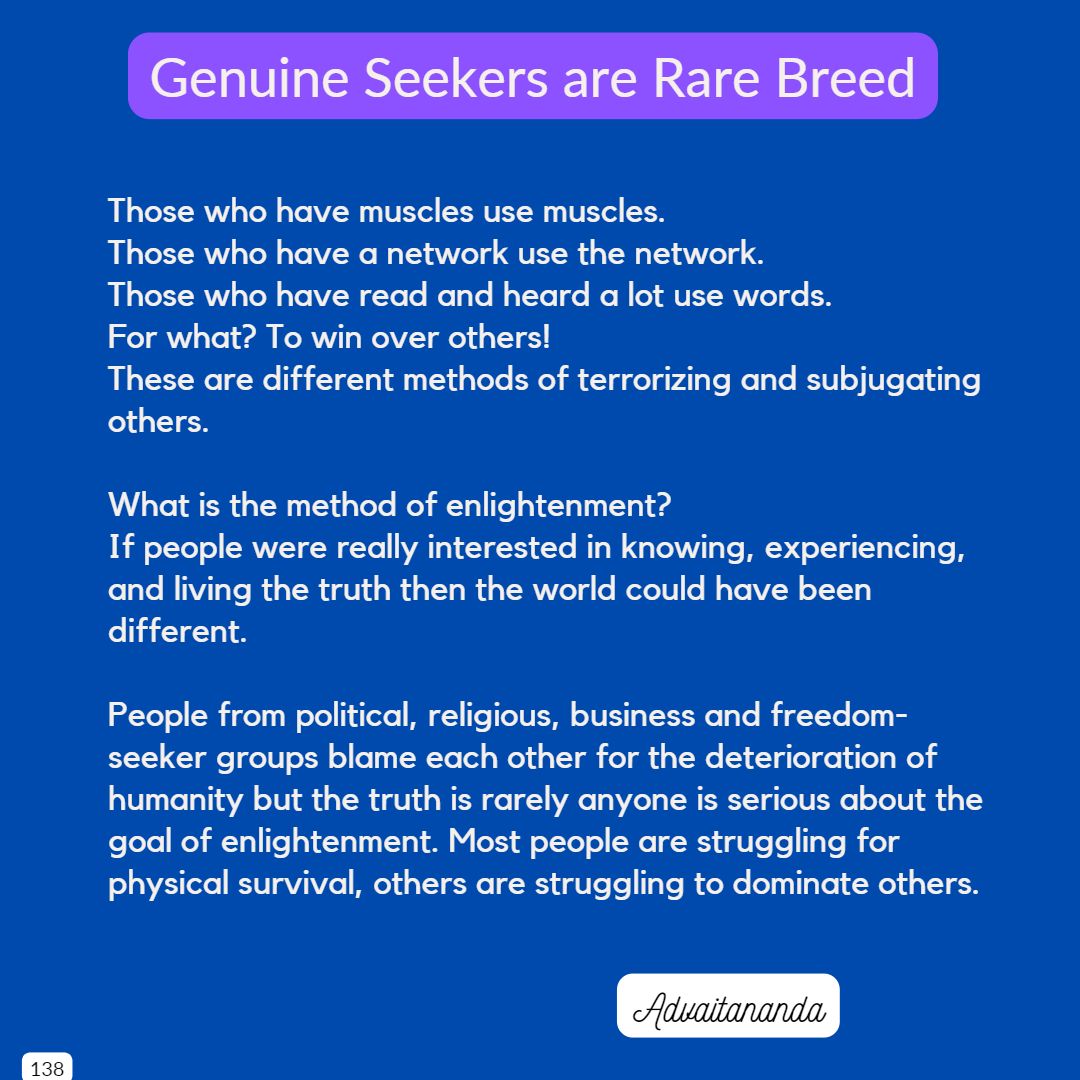 Genuine Seekers are Rare Breed
Those who have muscles use muscles.
Those who have a network use the network.
Those who have read and heard a lot use words.
For what? To win over others!
These are different methods of terrorizing and subjugating
others.
What is the method of enlightenment?
If people were really interested in knowing, experiencing,
and living the truth then the world could have been
different.
People from political, religious, business and freedom-
seeker groups blame each other for the deterioration of
humanity but the truth is rarely anyone is serious about the
goal of enlightenment. Most people are struggling for
physical survival, others are struggling to dominate others.
Advaitananda
138